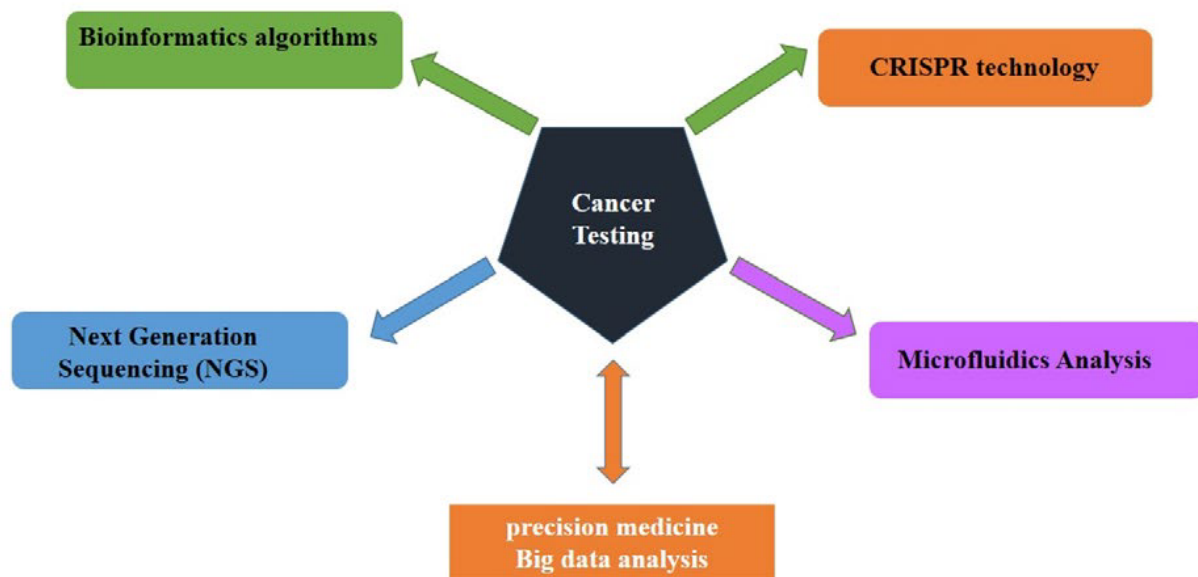 Bioinformatics algorithms
CRISPR technology
Cancer
Testing
Next Generation
Sequencing (NGS)
Microfluidics Analysis
precision medicine
Big data analysis